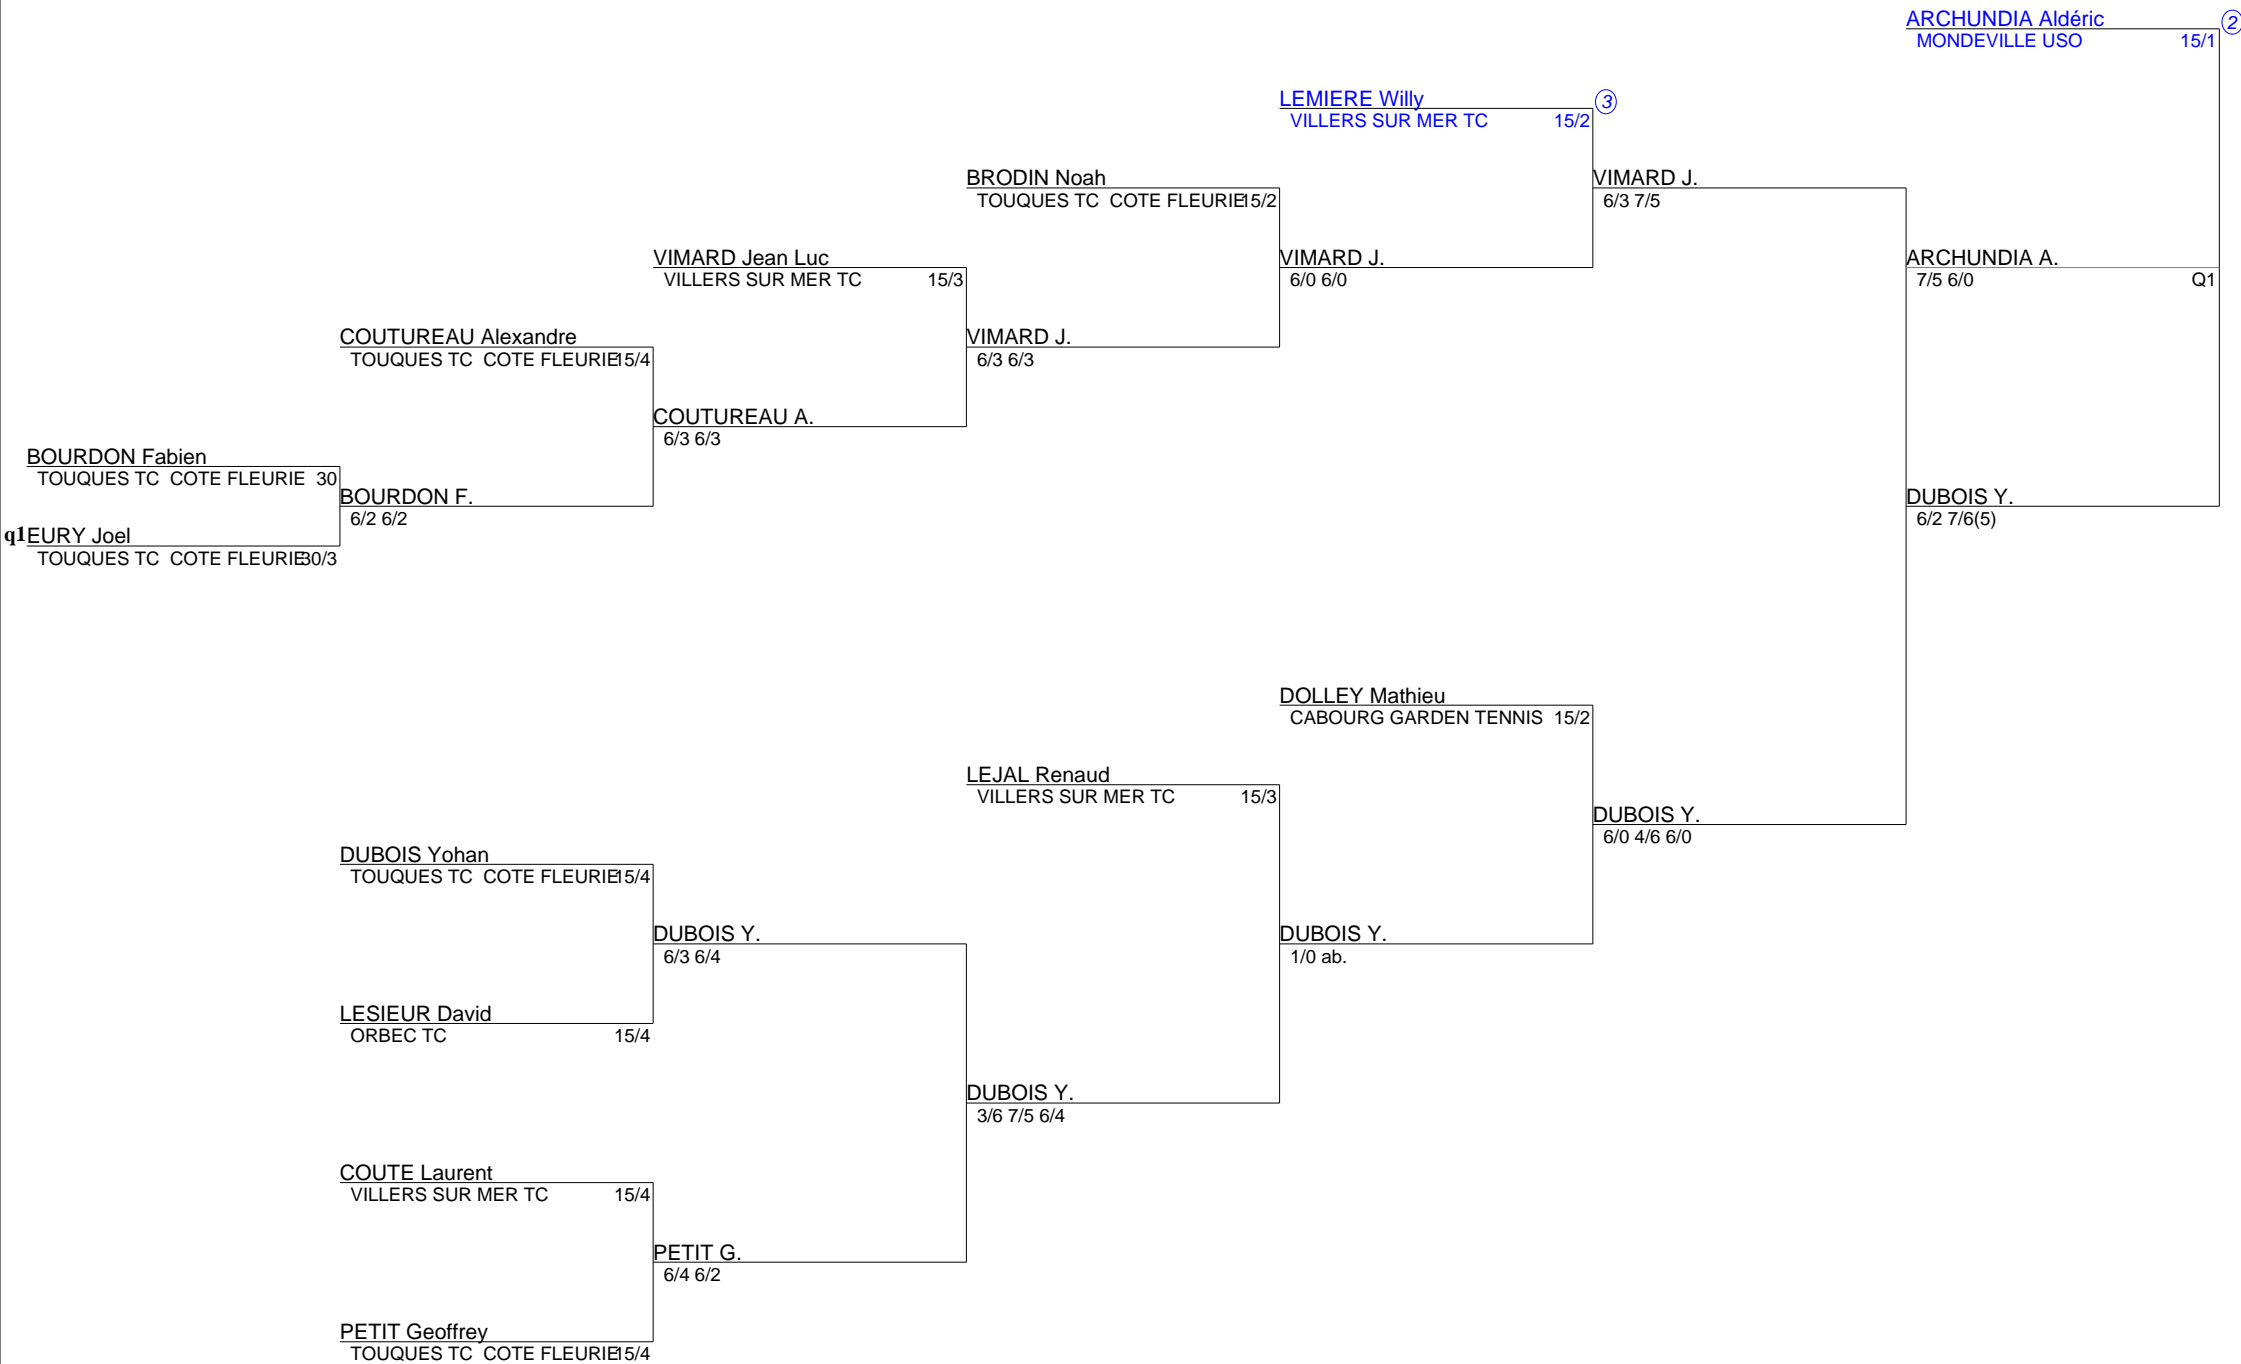 ARCHUNDIA Aldéric 2
MONDEVILLE USO 15/1
LEMIERE Willy 3
VILLERS SUR MER TC 15/2
BRODIN Noah
TOUQUES TC COTE FLEURIE 15/2
VIMARD J.
6/3 7/5
VIMARD Jean Luc
VILLERS SUR MER TC 15/3
VIMARD J.
6/0 6/0
ARCHUNDIA A.
7/5 6/0 Q1
COUTUREAU Alexandre
TOUQUES TC COTE FLEURIE 15/4
VIMARD J.
6/3 6/3
COUTUREAU A.
6/3 6/3
BOURDON Fabien
TOUQUES TC COTE FLEURIE 30
BOURDON F.
6/2 6/2
DUBOIS Y.
6/2 7/6(5)
q1 EURY Joel
TOUQUES TC COTE FLEURIE 30/3
DOLLEY Mathieu
CABOURG GARDEN TENNIS 15/2
LEJAL Renaud
VILLERS SUR MER TC 15/3
DUBOIS Y.
6/0 4/6 6/0
DUBOIS Yohan
TOUQUES TC COTE FLEURIE 15/4
DUBOIS Y.
6/3 6/4
DUBOIS Y.
1/0 ab.
LESIEUR David
ORBEC TC 15/4
DUBOIS Y.
3/6 7/5 6/4
COUTE Laurent
VILLERS SUR MER TC 15/4
PETIT G.
6/4 6/2
PETIT Geoffrey
TOUQUES TC COTE FLEURIE 15/4